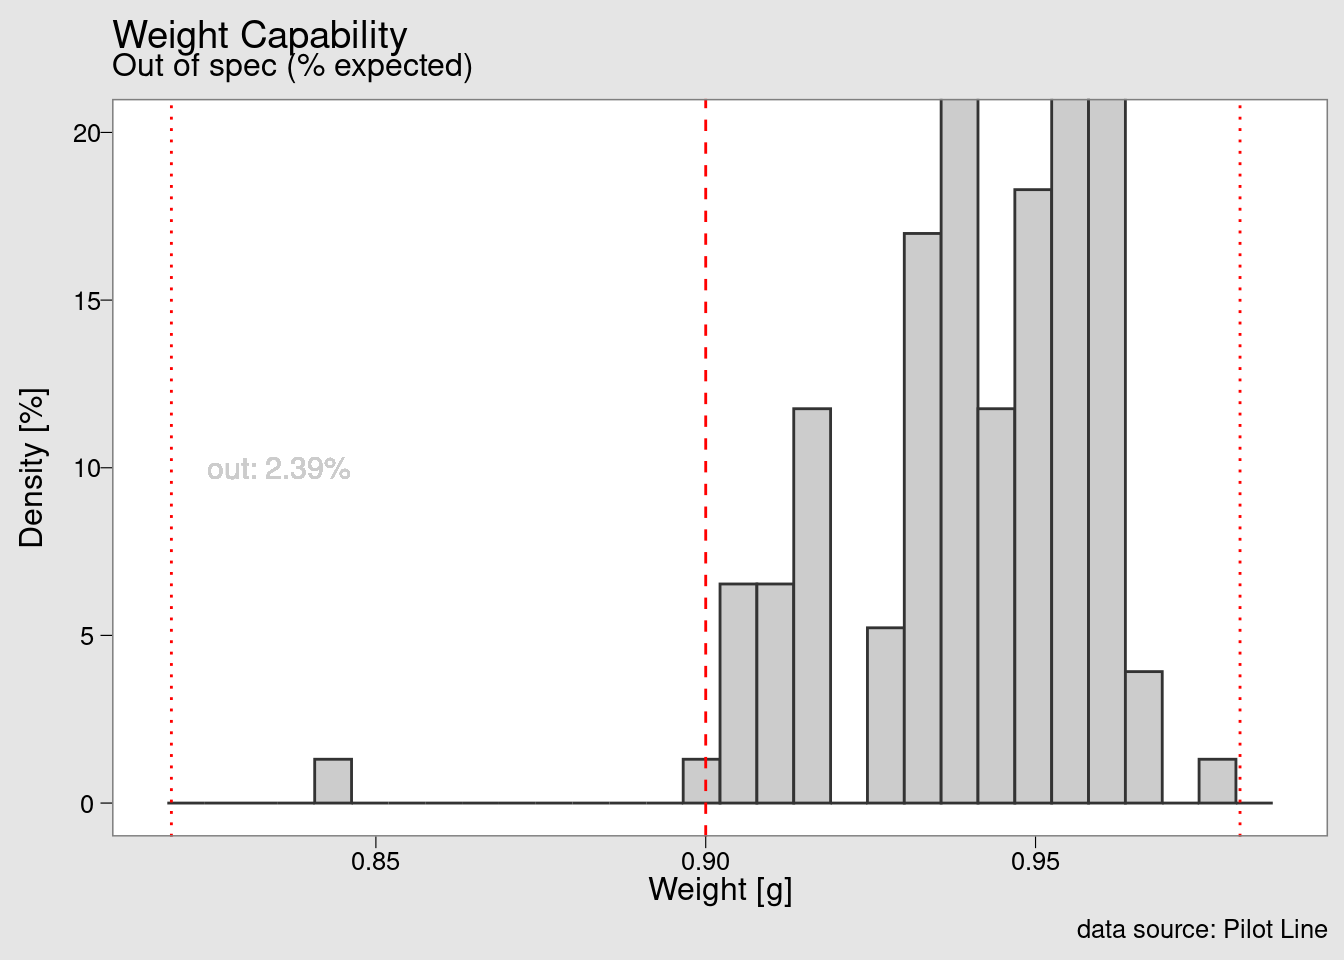 Weight Capability
Out of spec (% expected)
20
15
10
5
0
Density [%]
out: 2.39%
0.85
0.90
0.95
Weight [g]
data source: Pilot Line